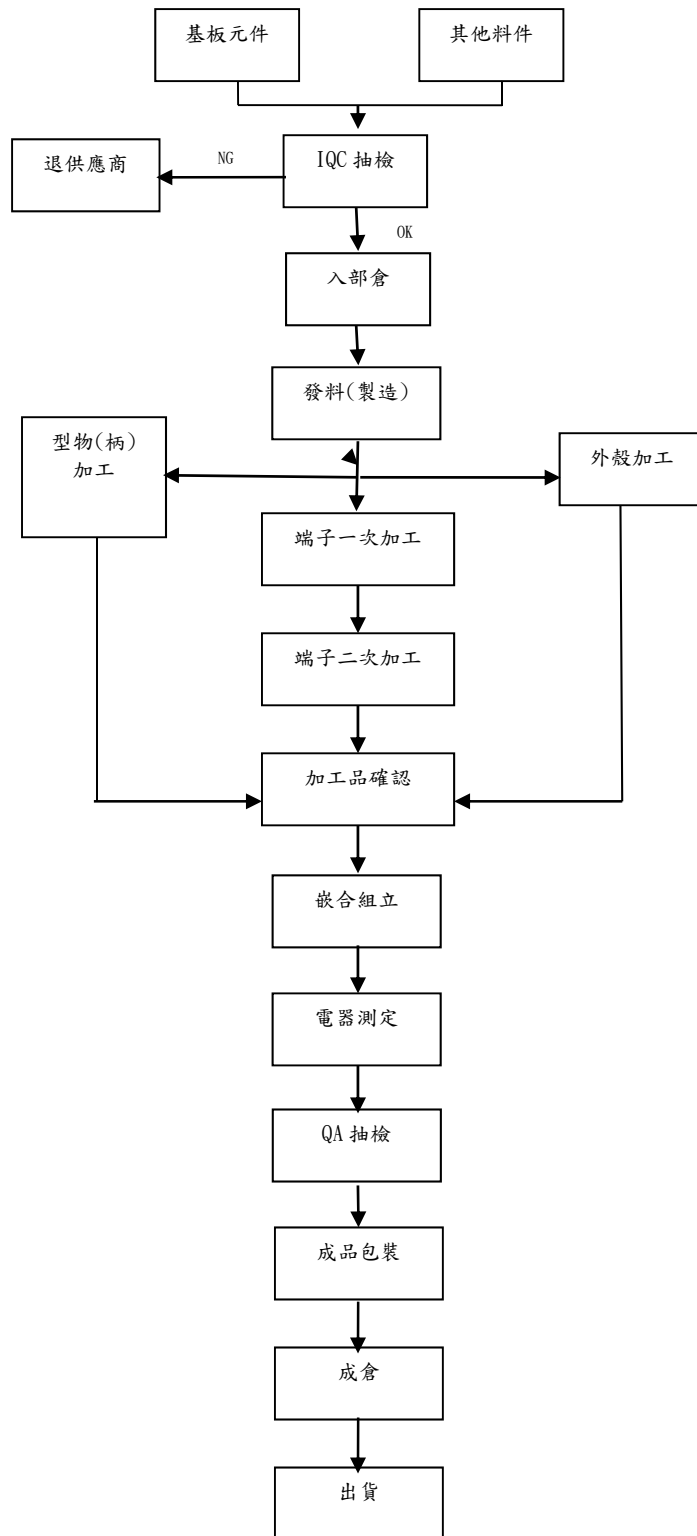 基板元件
其他料件
退供應商
NG
IQC 抽檢
OK
入部倉
發料(製造)
型物(柄)
加工
外殼加工
端子一次加工
端子二次加工
加工品確認
嵌合組立
電器測定
QA 抽檢
成品包裝
成倉
出貨